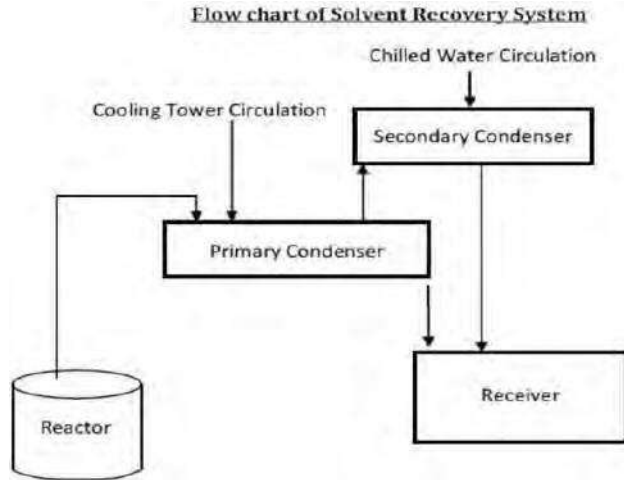 Flow chart of Solvent Recovery System
Chilled Water Circulation
Cooling Tower Circulation
Secondary Condenser
Primary Condenser
Receiver
Reactor